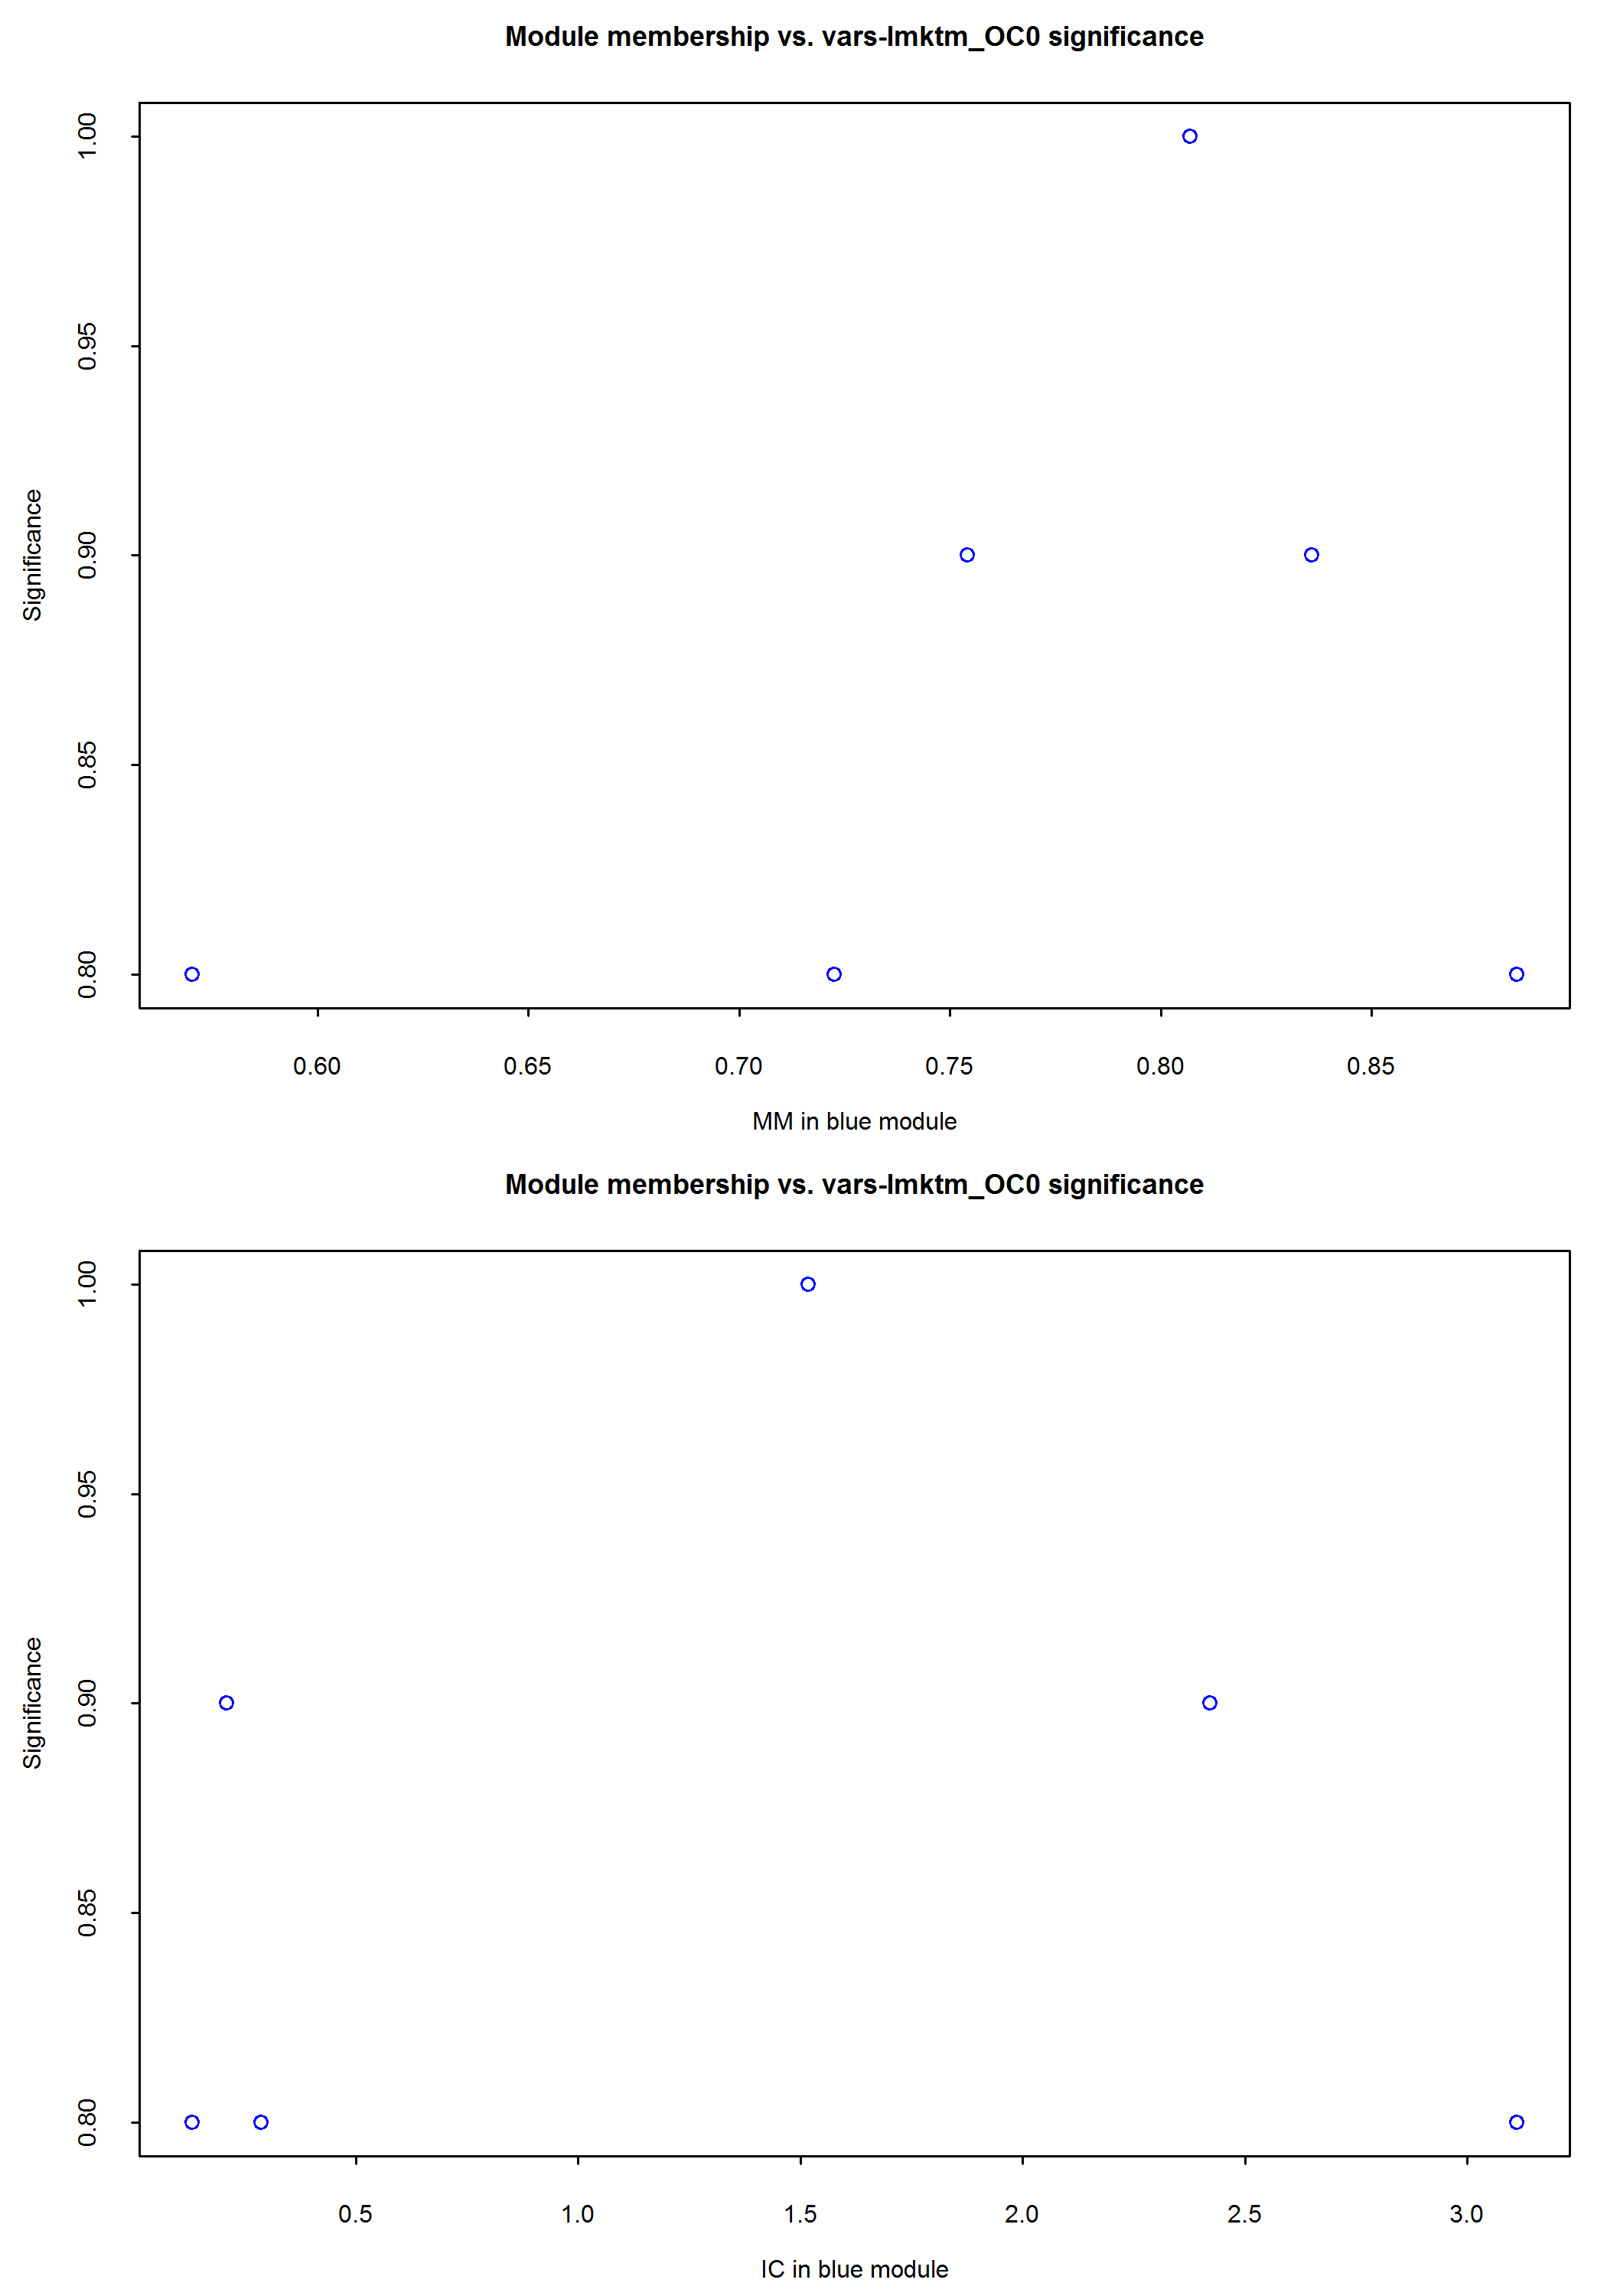 Module membership vs. vars-lmktm_OC0 significance
Significance
1.00
0.95
0.90
0.85
0.80
0.60 0.65 0.70 0.75 0.80 0.85
MM in blue module
Module membership vs. vars-lmktm_OC0 significance
Significance
1.00
0.95
0.90
0.85
0.80
0.5 1.0 1.5 2.0 2.5 3.0
IC in blue module